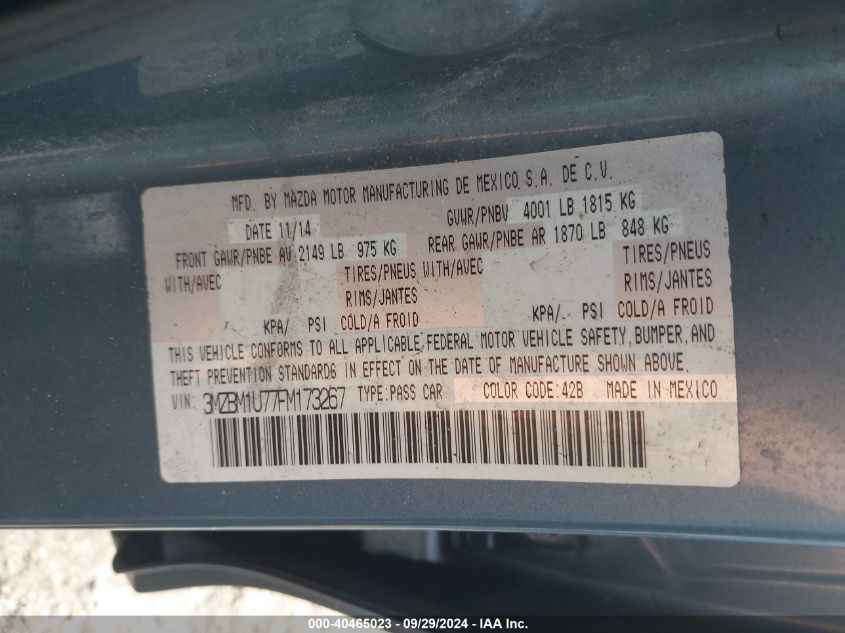 MFD. BY MAZDA MOTOR MANUFACTURING DE MEXICO S.A. DE C.V.
DATE 11/14 GVWR/PNBV 4001 LB 1815 KG
FRONT GAWR/PNBE AV 2149 LB 975 KG REAR GAWR/PNBE AR 1870 LB 848 KG
WITH/AVEC TIRES/PNEUS WITH/AVEC TIRES/PNEUS
RIMS/JANTES RIMS/JANTES
KPA/ PSI COLD/A FROID KPA/ PSI COLD/A FROID
THIS VEHICLE CONFORMS TO ALL APPLICABLE FEDERAL MOTOR VEHICLE SAFETY, BUMPER, AND
THEFT PREVENTION STANDARDS IN EFFECT ON THE DATE OF MANUFACTURE SHOWN ABOVE.
VIN: 3MZBM1U77FM173267 TYPE:PASS CAR COLOR CODE:42B MADE IN MEXICO
000-40465023 - 09/29/2024 - IAA Inc.